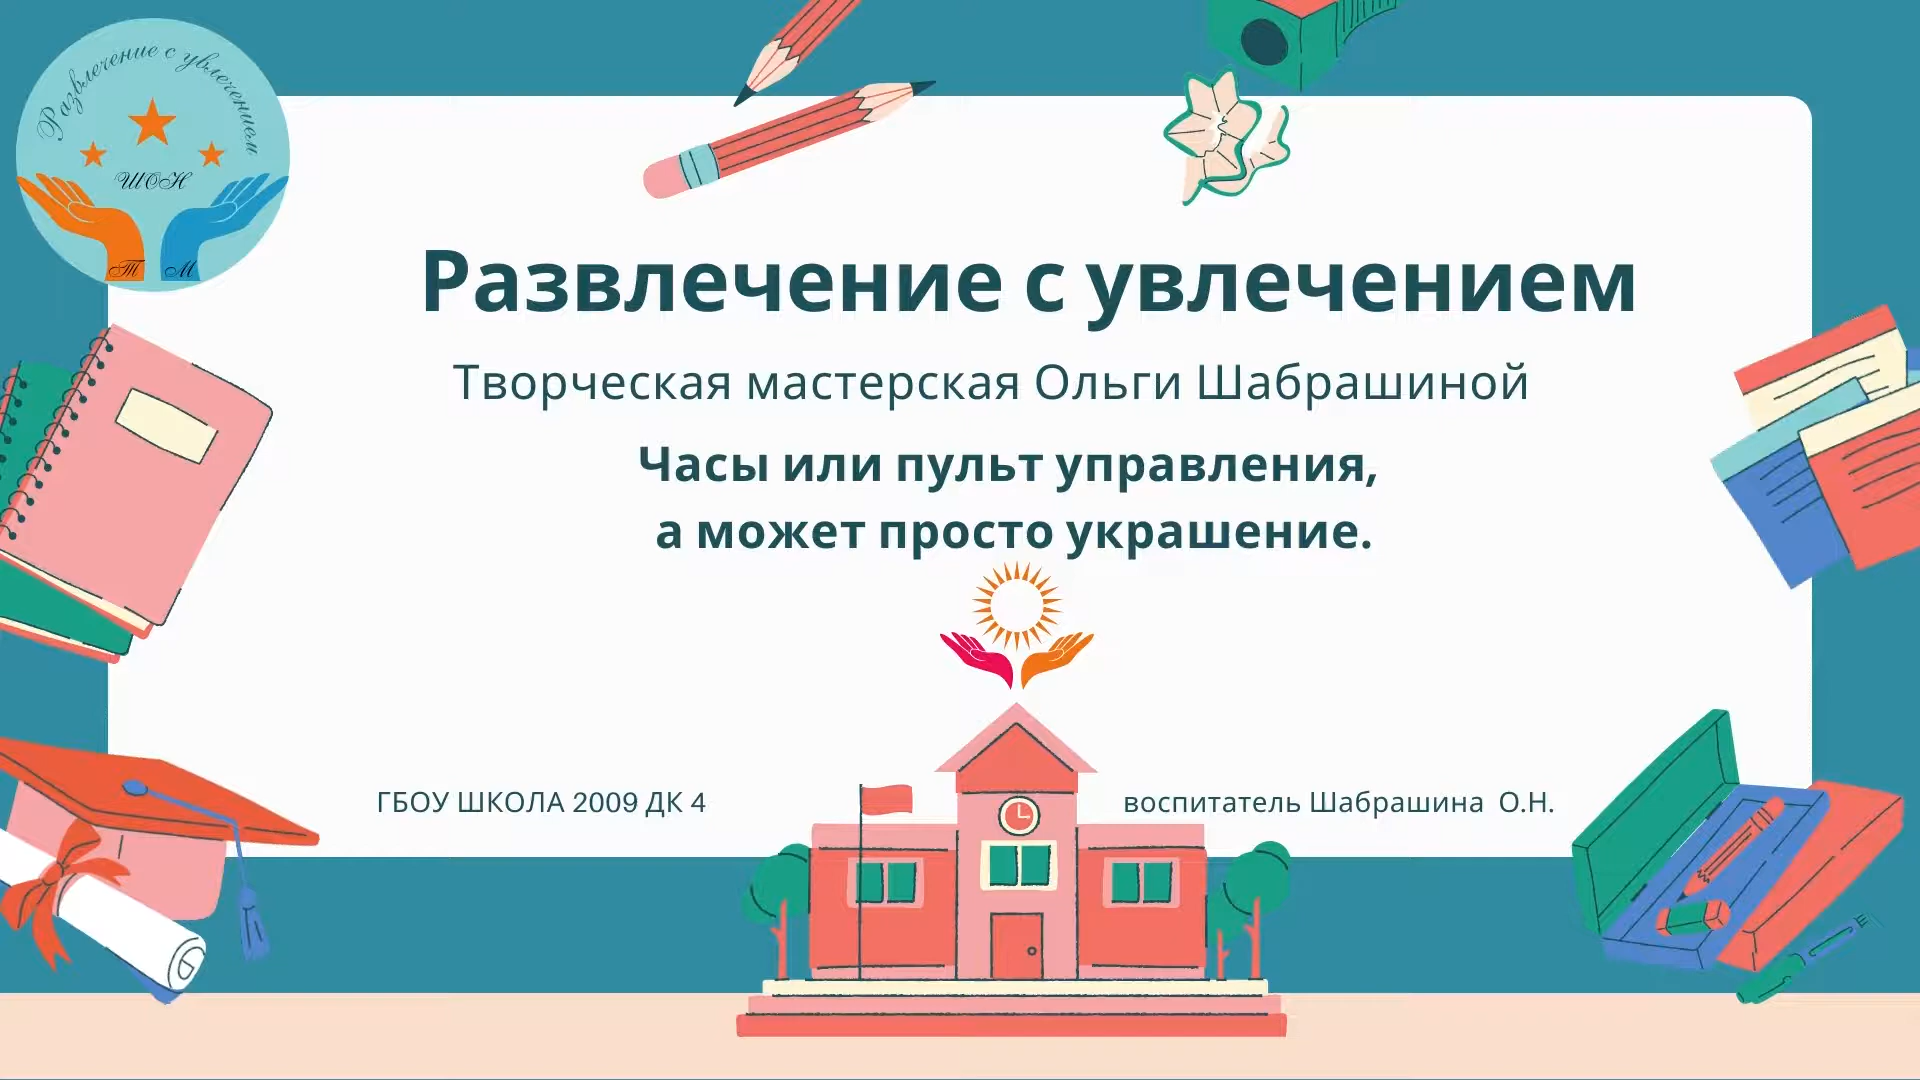 Развлечение с увлечением
ШОН
Т М
Развлечение с увлечением
Творческая мастерская Ольги Шабрашиной
Часы или пульт управления,
а может просто украшение.
ГБОУ ШКОЛА 2009 ДК 4
воспитатель Шабрашина О.Н.